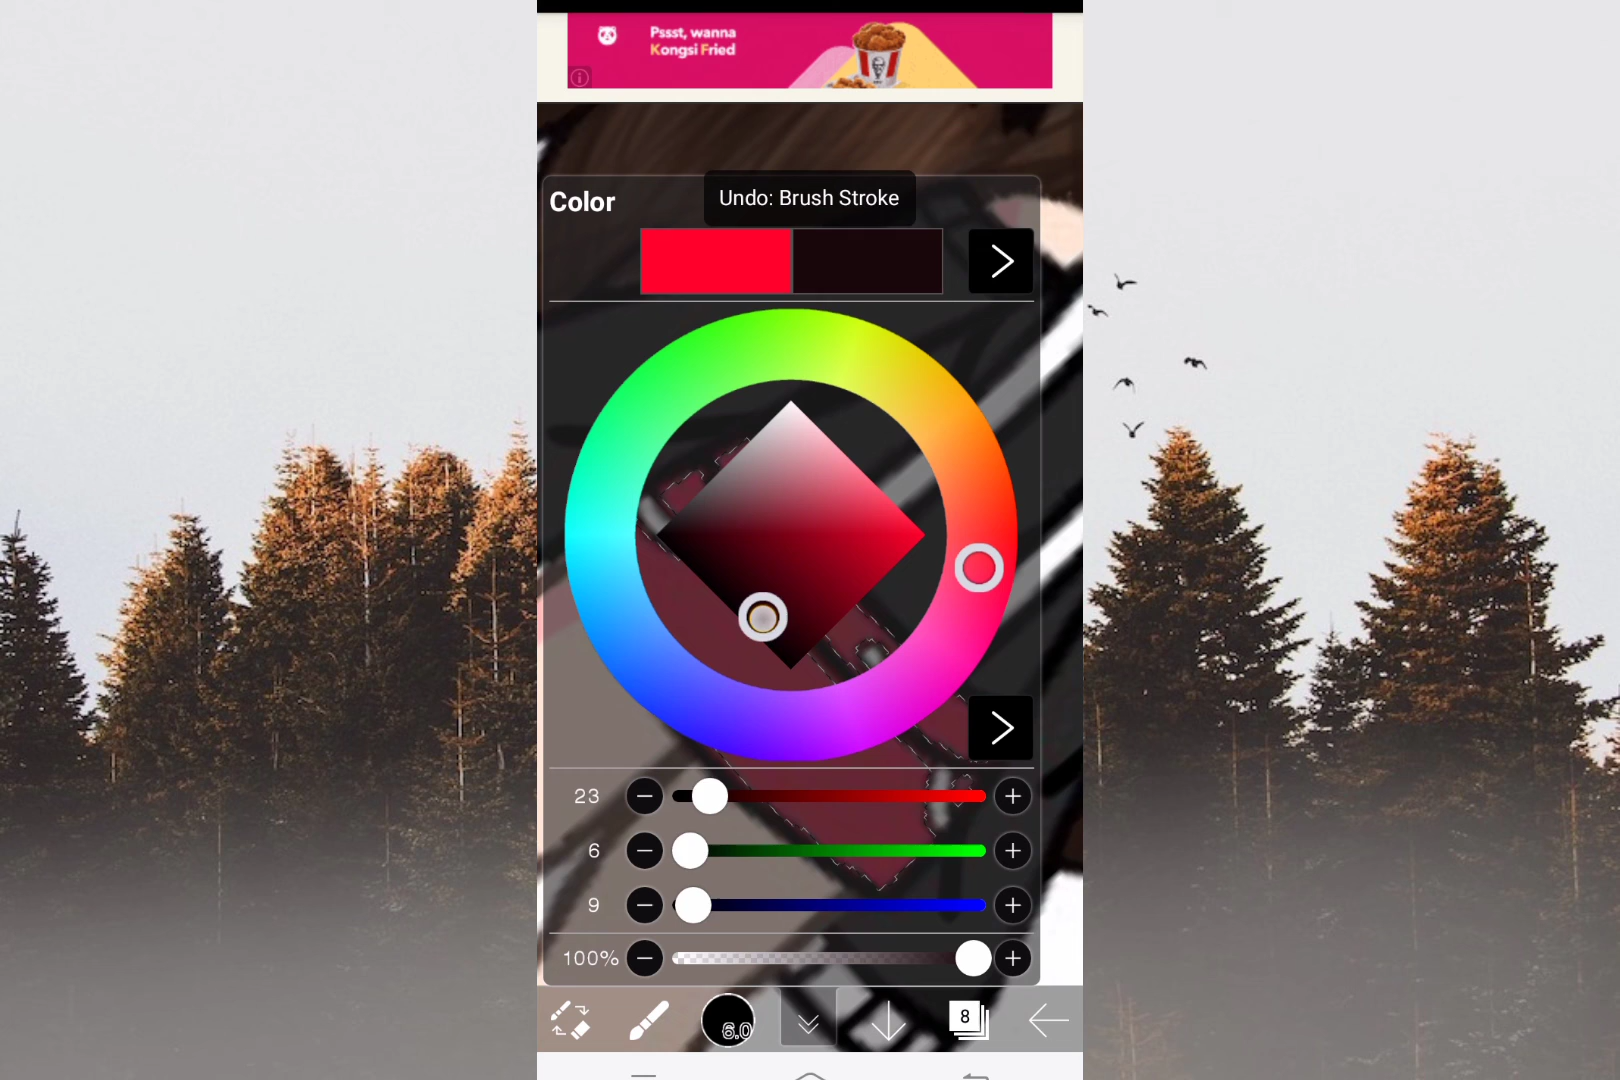 Pssst, wanna
Kongsi Fried
Undo: Brush Stroke
Color
23
6
9
100%
6.0
8